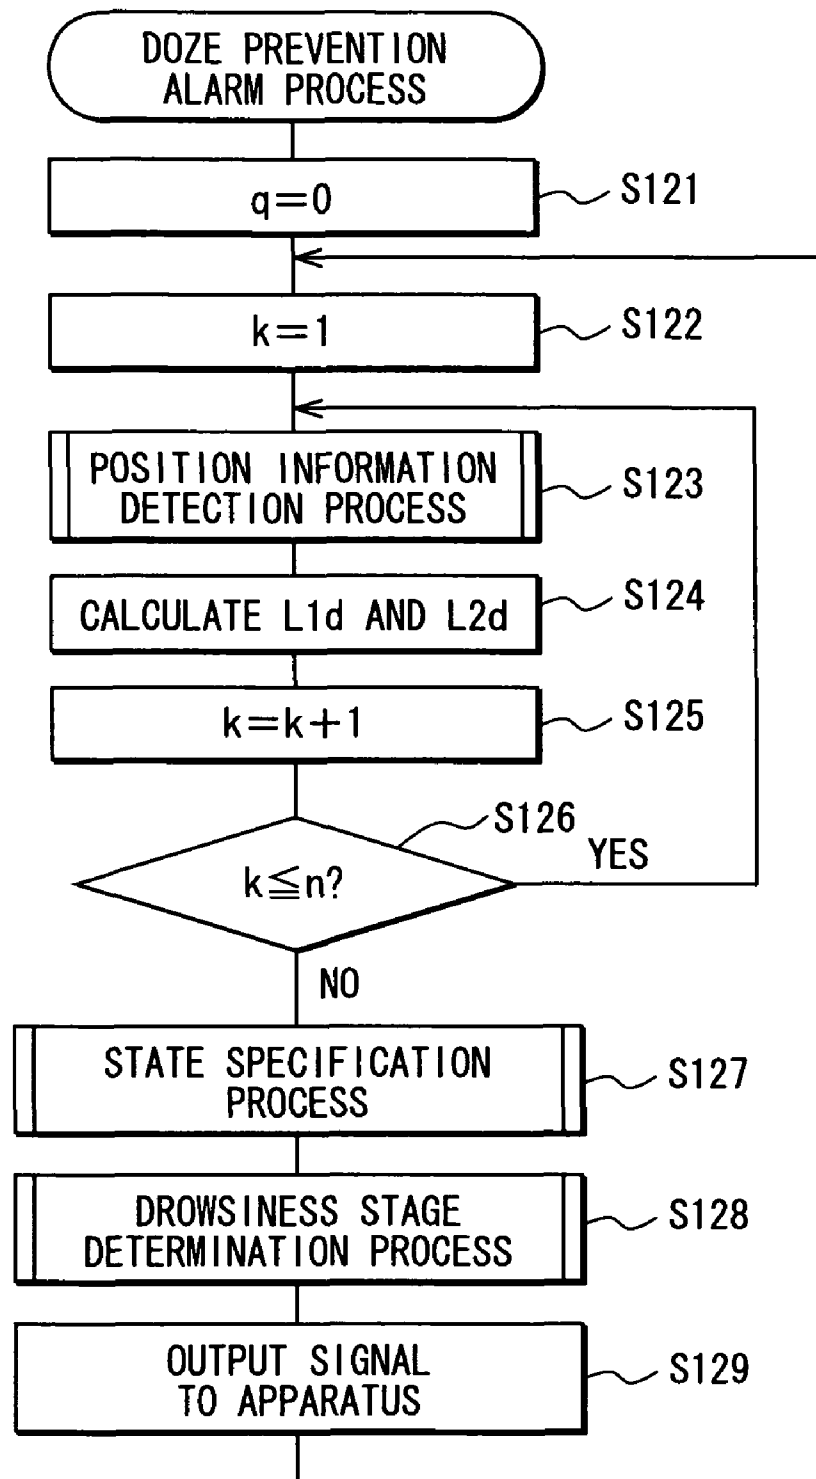 DOZE PREVENTION
ALARM PROCESS
q=0
S121
k=1
S122
POSITION INFORMATION
DETECTION PROCESS
S123
CALCULATE L1d AND L2d
S124
k=k+1
S125
S126
k≦n?
YES
NO
STATE SPECIFICATION
PROCESS
S127
DROWSINESS STAGE
DETERMINATION PROCESS
S128
OUTPUT SIGNAL
TO APPARATUS
S129